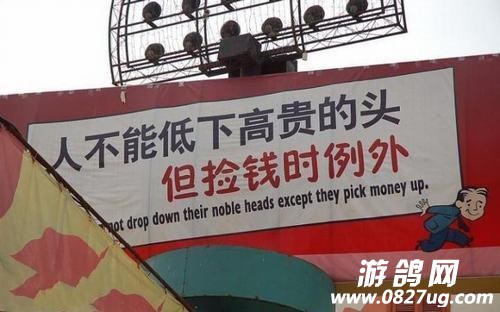 人不能低下高贵的头
但捡钱时例外
not drop down their noble heads except they pick money up.
游鸽网
www.0827ug.com